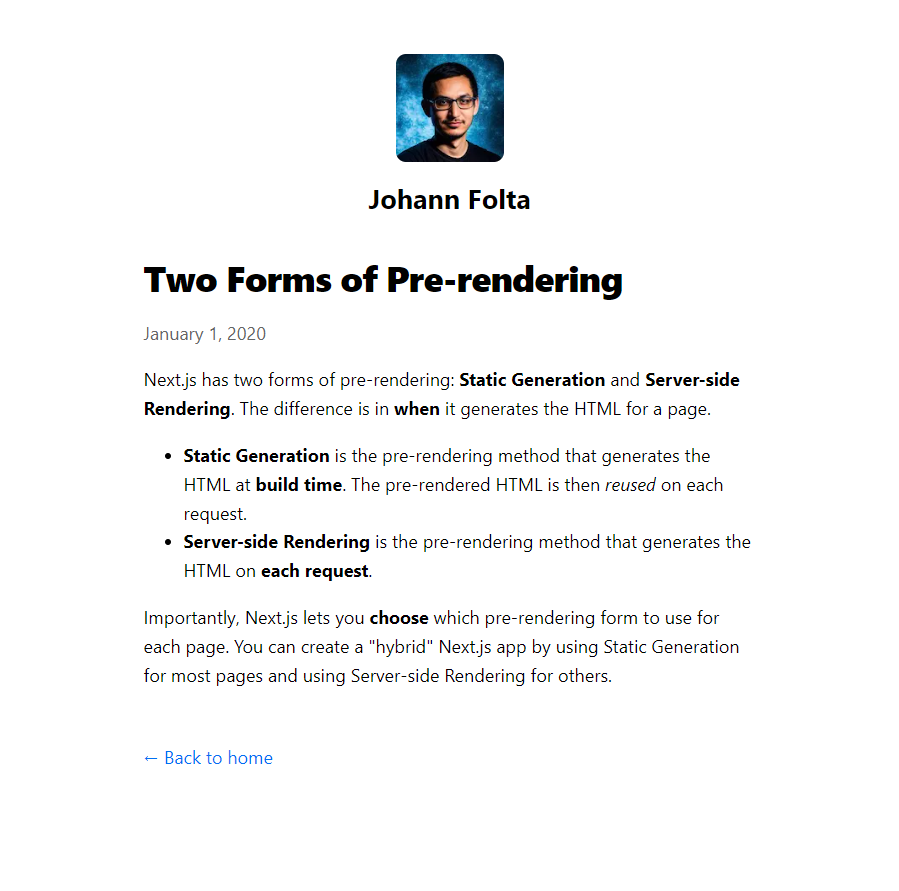 Johann Folta
Two Forms of Pre-rendering
January 1, 2020
Next.js has two forms of pre-rendering: Static Generation and Server-side
Rendering. The difference is in when it generates the HTML for a page.
• Static Generation is the pre-rendering method that generates the
HTML at build time. The pre-rendered HTML is then reused on each
request.
• Server-side Rendering is the pre-rendering method that generates the
HTML on each request.
Importantly, Next.js lets you choose which pre-rendering form to use for
each page. You can create a "hybrid" Next.js app by using Static Generation
for most pages and using Server-side Rendering for others.
← Back to home